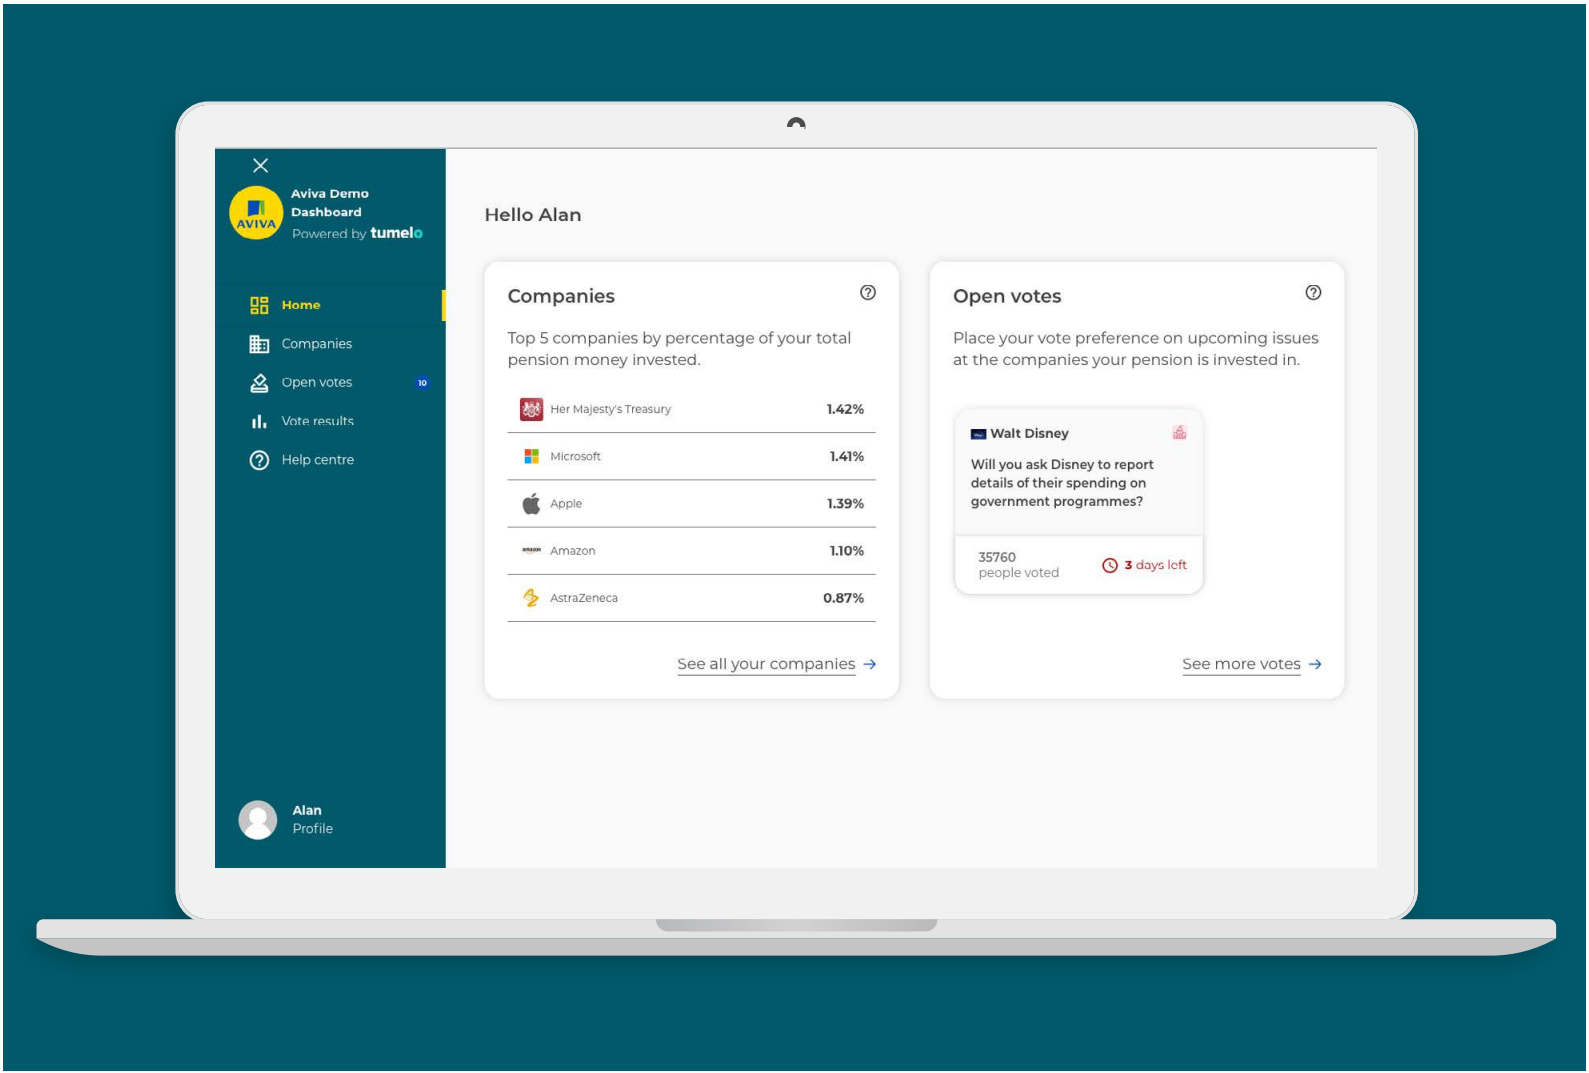 AVIVA
Aviva Demo
Dashboard
Powered by tumelo
Home
Companies
Open votes 10
Vote results
Help centre
Alan
Profile
Hello Alan
Companies
Top 5 companies by percentage of your total
pension money invested.
Her Majesty's Treasury 1.42%
Microsoft 1.41%
Apple 1.39%
amazon Amazon 1.10%
AstraZeneca 0.87%
See all your companies →
Open votes
Place your vote preference on upcoming issues
at the companies your pension is invested in.
Walt Disney
Will you ask Disney to report
details of their spending on
government programmes?
35760
people voted
3 days left
See more votes →